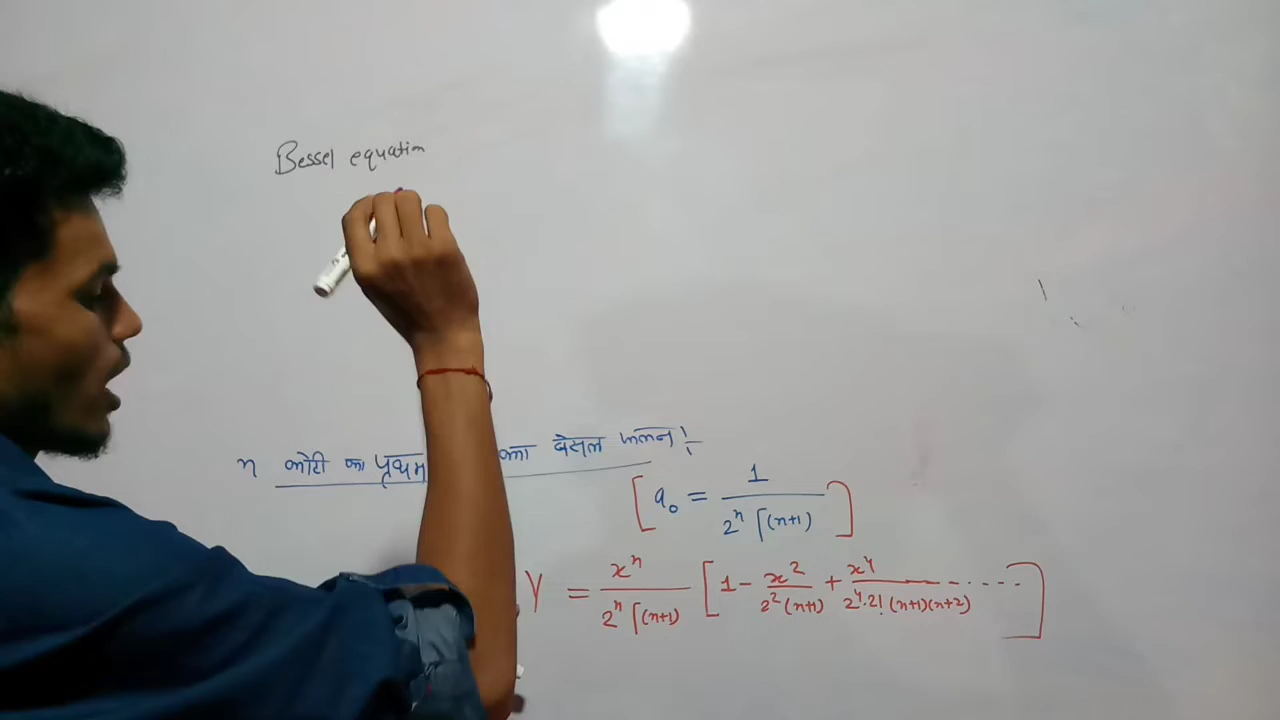 Bessel equation
n कोटी का प्रथम का बेसल फलन :-
[a₀ = 1 / 2ⁿ Γ(n+1)]
Y = xⁿ / 2ⁿ Γ(n+1) [1 - x² / 2²(n+1) + x⁴ / 2⁴·2!(n+1)(n+2) - ....]